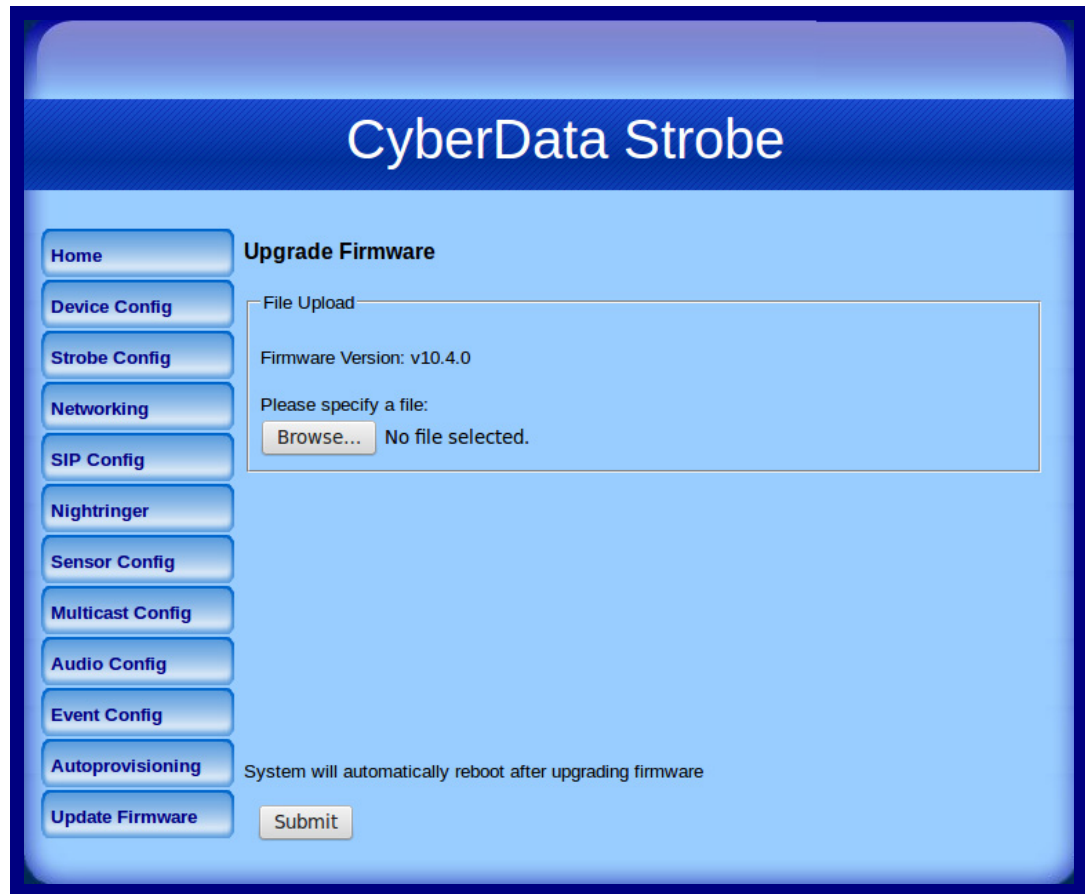 CyberData Strobe
Home
Device Config
Strobe Config
Networking
SIP Config
Nightringer
Sensor Config
Multicast Config
Audio Config
Event Config
Autoprovisioning
Update Firmware
Upgrade Firmware
File Upload
Firmware Version: v10.4.0
Please specify a file:
Browse... No file selected.
System will automatically reboot after upgrading firmware
Submit